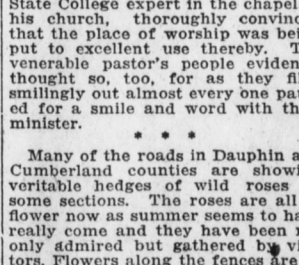 State College expert in the chapel
his church, thoroughly convinc
that the place of worship was bei
put to excellent use thereby. T
venerable pastor's people eviden
thought so, too, for as they fi
smilingly out almost every one pau
ed for a smile and word with th
minister.
* * *
Many of the roads in Dauphin a
Cumberland counties are showi
veritable hedges of wild roses
some sections. The roses are all
flower now as summer seems to ha
really come and they have been n
only admired but gathered by vi
tors. Flowers along the fences are